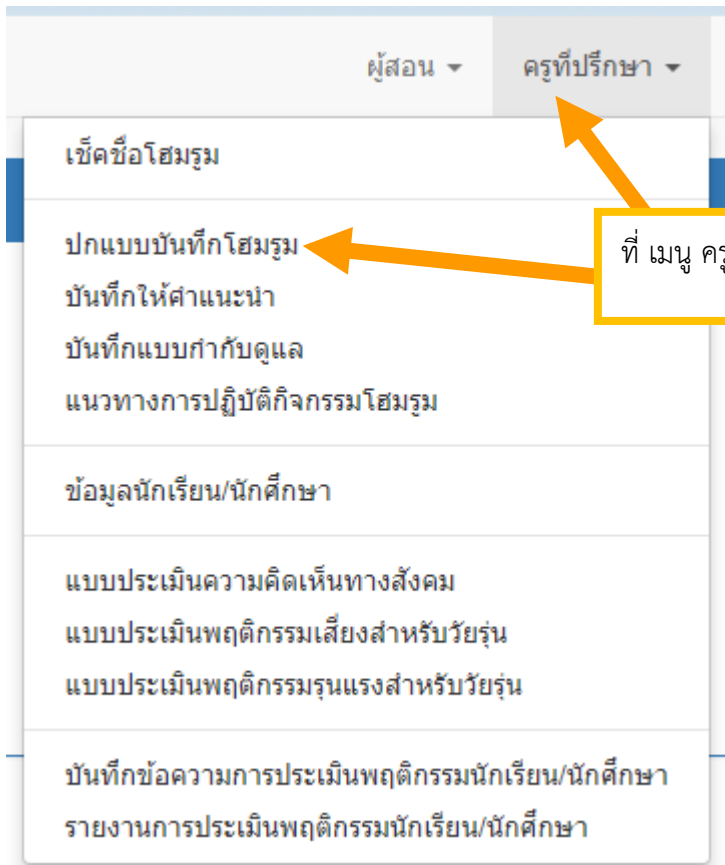 ผู้สอน ครูที่ปรึกษา
เช็คชื่อโฮมรูม
ปกแบบบันทึกโฮมรูม
ที่ เมนู ครู
บันทึกให้คำแนะนำ
บันทึกแบบกำกับดูแล
แนวทางการปฏิบัติกิจกรรมโฮมรูม
ข้อมูลนักเรียน/นักศึกษา
แบบประเมินความคิดเห็นทางสังคม
แบบประเมินพฤติกรรมเสี่ยงสำหรับวัยรุ่น
แบบประเมินพฤติกรรมรุนแรงสำหรับวัยรุ่น
บันทึกข้อความการประเมินพฤติกรรมนักเรียน/นักศึกษา
รายงานการประเมินพฤติกรรมนักเรียน/นักศึกษา